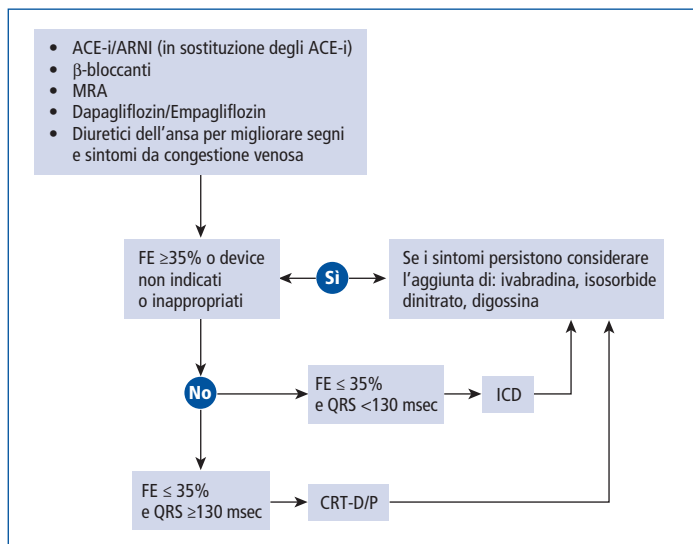 • ACE-i/ARNI (in sostituzione degli ACE-i)
• β-bloccanti
• MRA
• Dapagliflozin/Empagliflozin
• Diuretici dell'ansa per migliorare segni
e sintomi da congestione venosa
FE ≥35% o device
non indicati
o inappropriati
Sì
Se i sintomi persistono considerare
l'aggiunta di: ivabradina, isosorbide
dinitrato, digossina
No
FE ≤ 35%
e QRS <130 msec
ICD
FE ≤ 35%
e QRS ≥130 msec
CRT-D/P